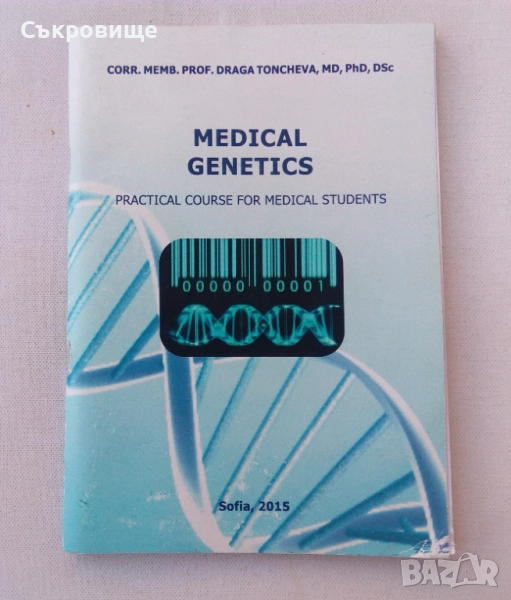 Съкровище
CORR. MEMB. PROF. DRAGA TONCHEVA, MD, PhD, DSc
MEDICAL
GENETICS
PRACTICAL COURSE FOR MEDICAL STUDENTS
00000 00001
Sofia, 2015
BAZAR